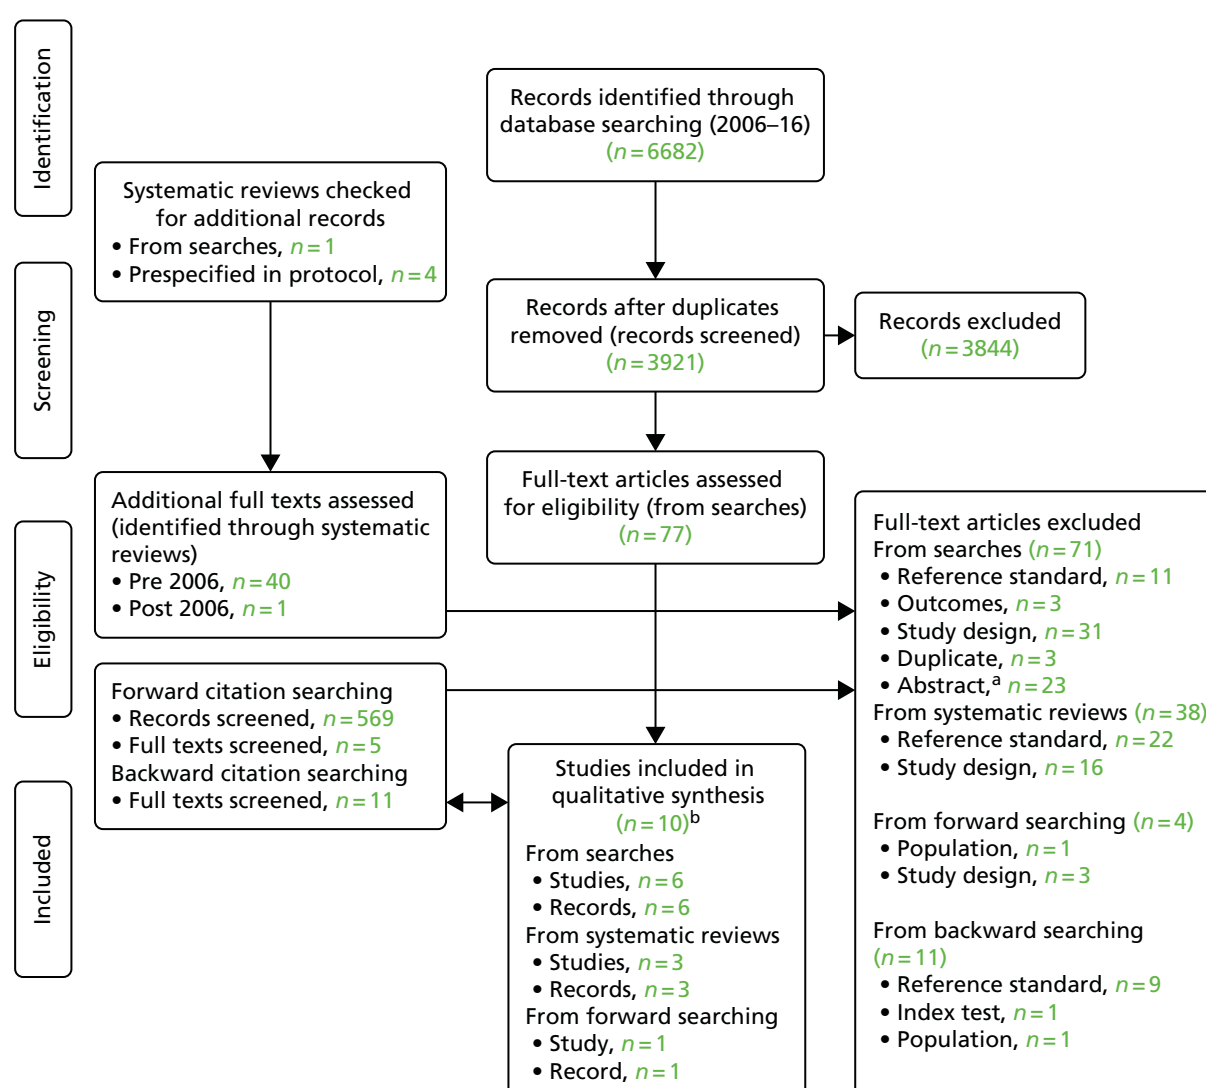 Identification
Records identified through
database searching (2006–16)
(n=6682)
Systematic reviews checked
for additional records
• From searches, n=1
• Prespecified in protocol, n=4
Screening
Records after duplicates
removed (records screened)
(n=3921)
Records excluded
(n=3844)
Full-text articles assessed
for eligibility (from searches)
(n=77)
Eligibility
Additional full texts assessed
(identified through systematic
reviews)
• Pre 2006, n=40
• Post 2006, n=1
Forward citation searching
• Records screened, n=569
• Full texts screened, n=5
Backward citation searching
• Full texts screened, n=11
Full-text articles excluded
From searches (n=71)
• Reference standard, n=11
• Outcomes, n=3
• Study design, n=31
• Duplicate, n=3
• Abstract,ᵃ n=23
From systematic reviews (n=38)
• Reference standard, n=22
• Study design, n=16
From forward searching (n=4)
• Population, n=1
• Study design, n=3
From backward searching
(n=11)
• Reference standard, n=9
• Index test, n=1
• Population, n=1
Included
Studies included in
qualitative synthesis
(n=10)ᵇ
From searches
• Studies, n=6
• Records, n=6
From systematic reviews
• Studies, n=3
• Records, n=3
From forward searching
• Study, n=1
• Record, n=1